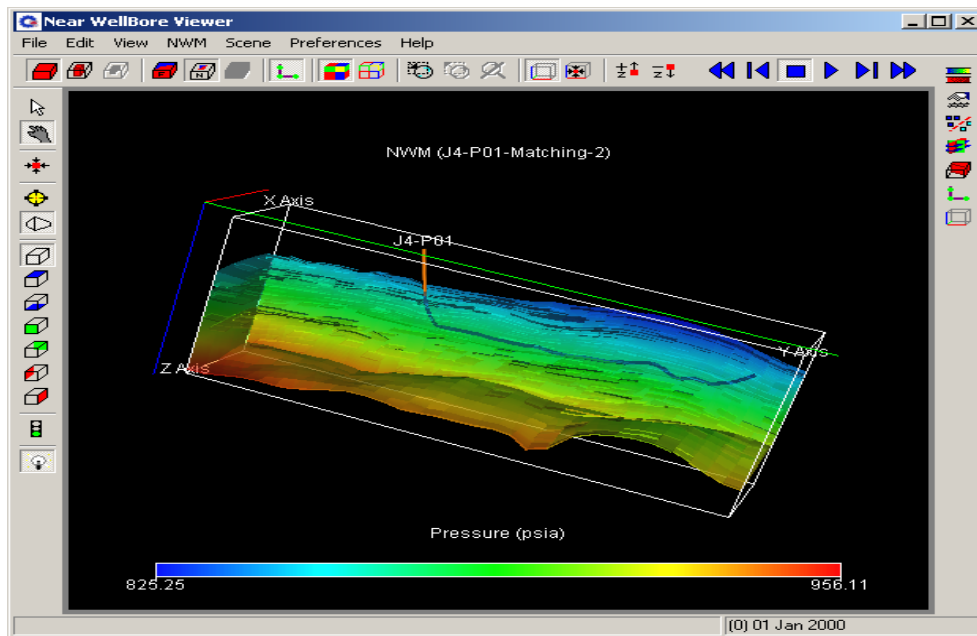 Near WellBore Viewer
File Edit View NWM Scene Preferences Help
NWM (J4-P01-Matching-2)
X Axis
J4-P01
Y Axis
Z Axis
Pressure (psia)
825.25 956.11
(0) 01 Jan 2000